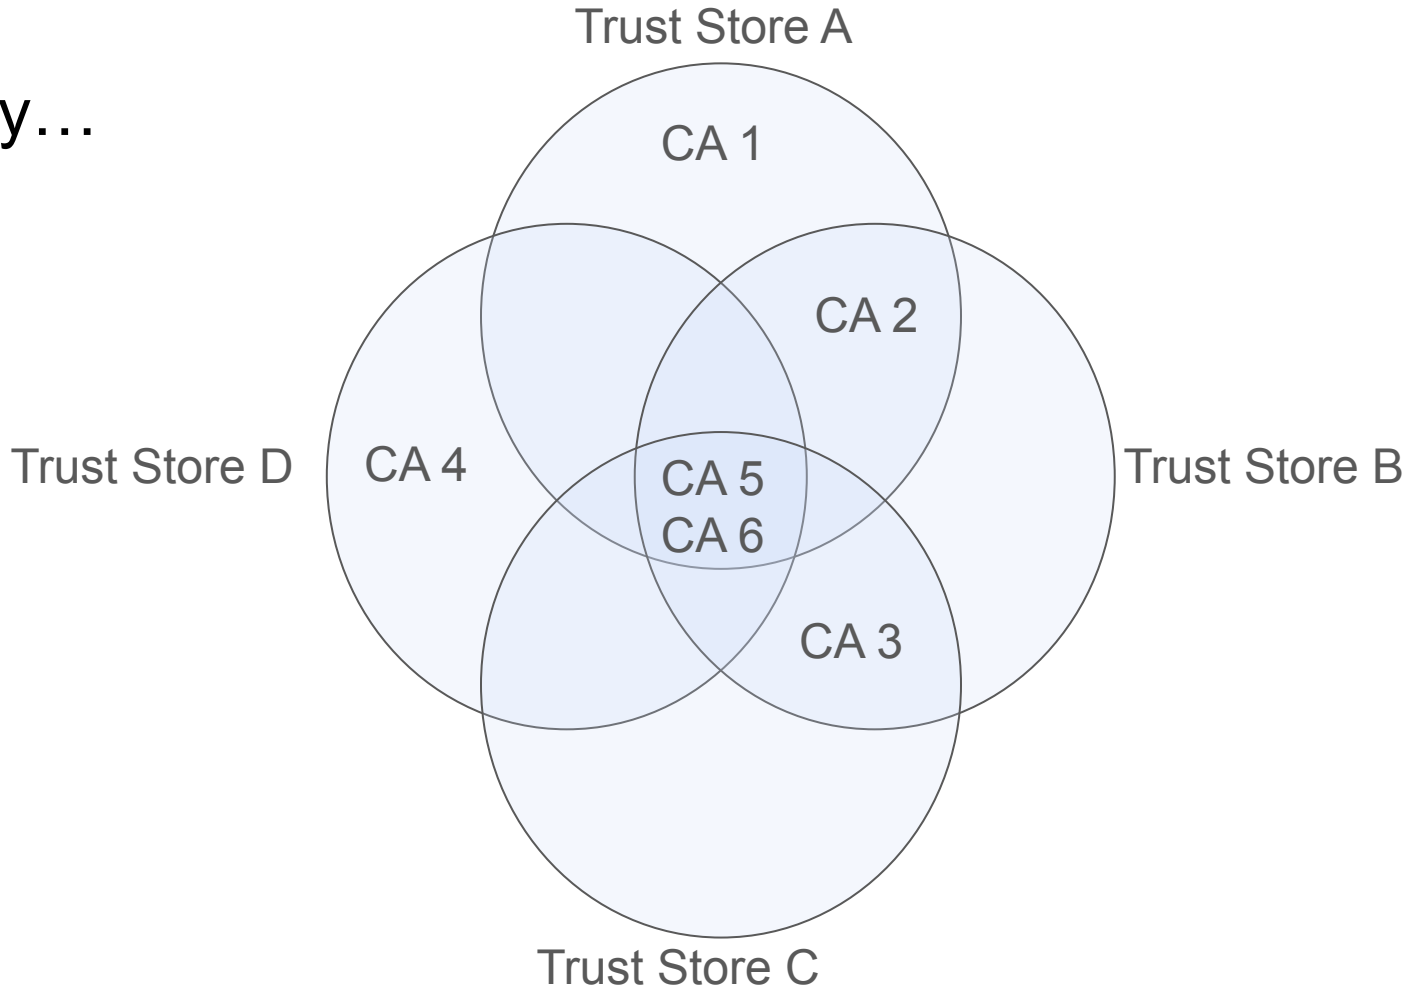 Trust Store A
y…
CA 1
CA 2
Trust Store D
CA 4
CA 5
CA 6
Trust Store B
CA 3
Trust Store C